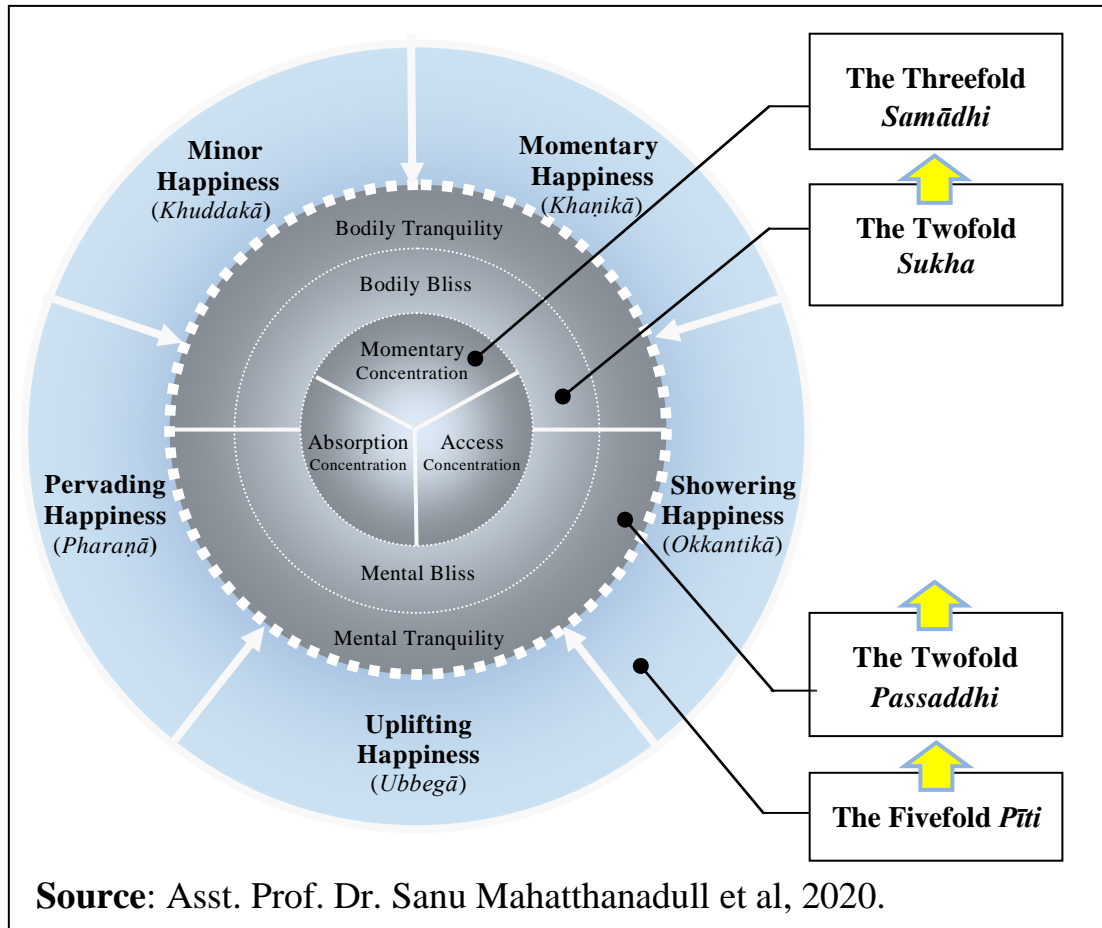 Minor
Happiness
(Khuddakā)
Momentary
Happiness
(Khaṇikā)
Bodily Tranquility
Bodily Bliss
Momentary
Concentration
Absorption
Concentration
Access
Concentration
Pervading
Happiness
(Pharaṇā)
Showering
Happiness
(Okkantikā)
Mental Bliss
Mental Tranquility
Uplifting
Happiness
(Ubbegā)
The Threefold
Samādhi
The Twofold
Sukha
The Twofold
Passaddhi
The Fivefold Pīti
Source: Asst. Prof. Dr. Sanu Mahatthanadull et al, 2020.